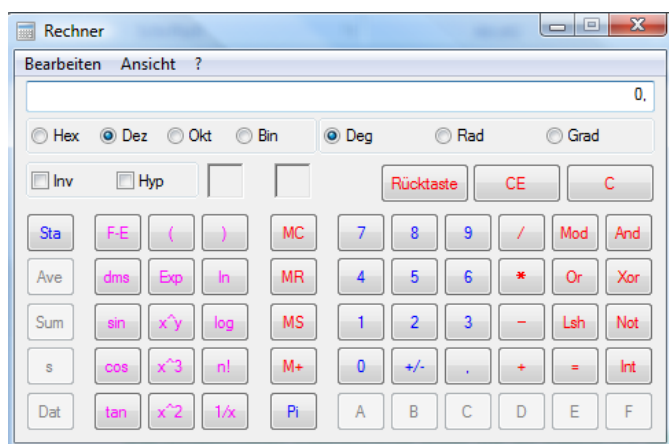 Rechner
Bearbeiten Ansicht ?
0,
Hex Dez Okt Bin Deg Rad Grad
Inv Hyp Rücktaste CE C
Sta F-E ( ) MC 7 8 9 / Mod And
Ave dms Exp ln MR 4 5 6 * Or Xor
Sum sin x^y log MS 1 2 3 - Lsh Not
s cos x^3 n! M+ 0 +/- , + = Int
Dat tan x^2 1/x Pi A B C D E F